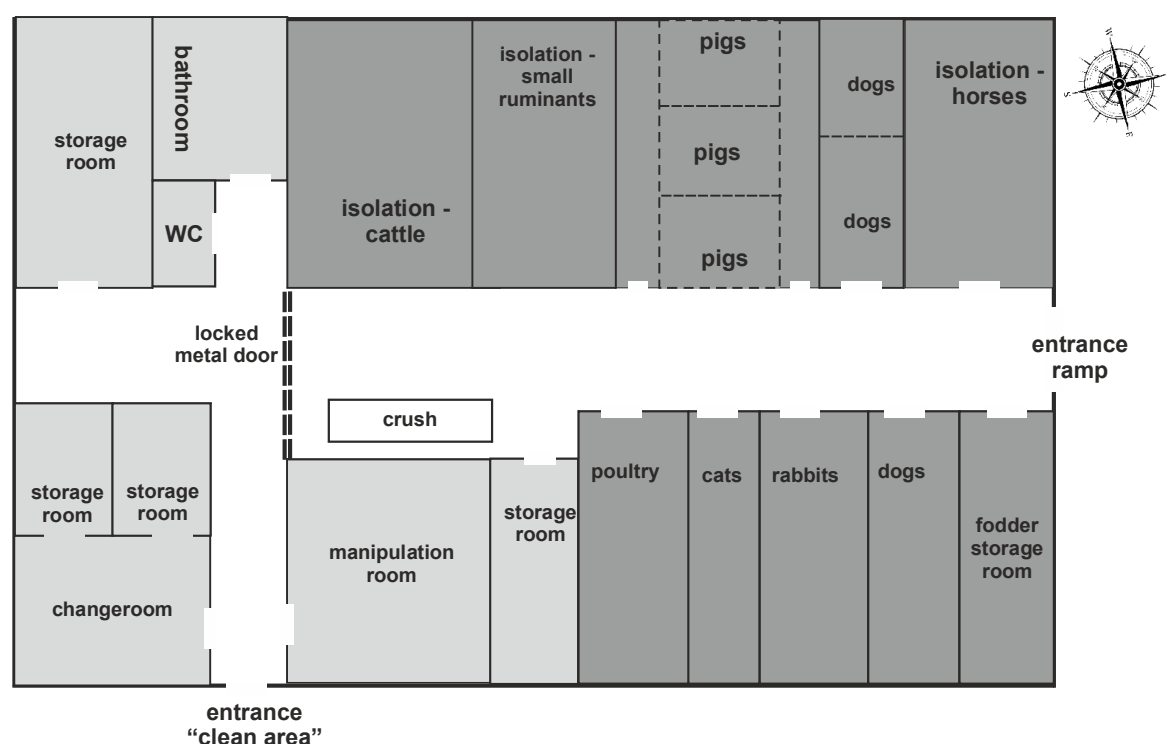 storage
room
bathroom
WC
isolation -
cattle
isolation -
small
ruminants
pigs
pigs
pigs
dogs
dogs
isolation -
horses
W
S
E
locked
metal door
entrance
ramp
crush
storage
room
storage
room
changeroom
manipulation
room
storage
room
poultry
cats
rabbits
dogs
fodder
storage
room
entrance
“clean area”